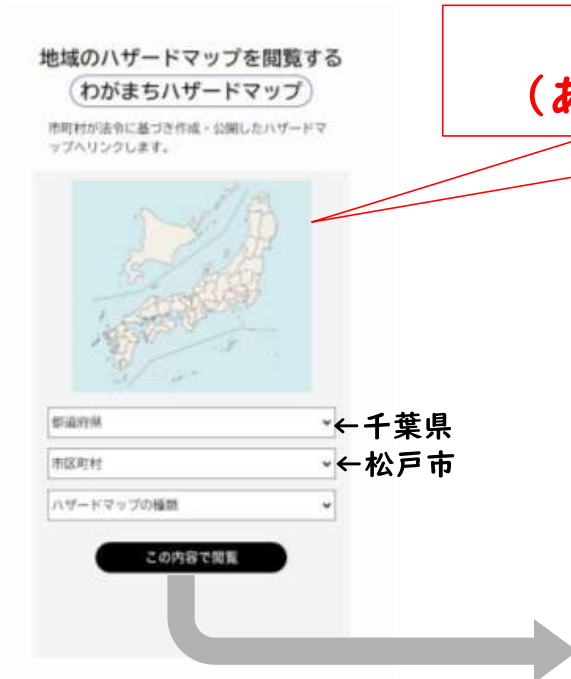 地域のハザードマップを閲覧する
わがまちハザードマップ
市町村が法令に基づき作成・公開したハザードマ
ップへリンクします。
(あ
都道府県
←千葉県
市区町村
←松戸市
ハザードマップの種類
この内容で閲覧